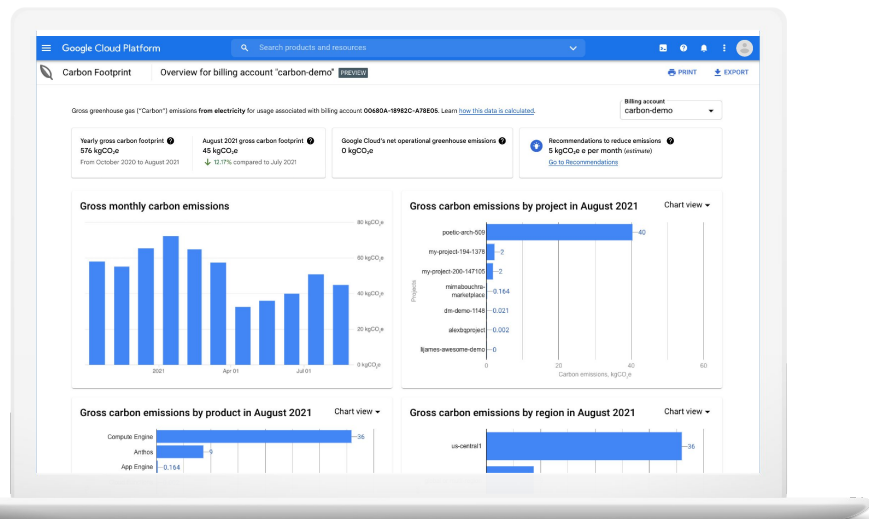 Google Cloud Platform
Search products and resources
Carbon Footprint
Overview for billing account "carbon-demo" PREVIEW
PRINT
EXPORT
Gross greenhouse gas ("Carbon") emissions from electricity for usage associated with billing account 00680A-18982C-A78E05. Learn how this data is calculated.
Billing account
carbon-demo
Yearly gross carbon footprint
576 kgCO₂e
From October 2020 to August 2021
August 2021 gross carbon footprint
45 kgCO₂e
12.17% compared to July 2021
Google Cloud's net operational greenhouse emissions
0 kgCO₂e
Recommendations to reduce emissions
5 kgCO₂e e per month (estimate)
Go to Recommendations
Gross monthly carbon emissions
80 kgCO₂e
60 kgCO₂e
40 kgCO₂e
20 kgCO₂e
0 kgCO₂e
2021
Apr 01
Jul 01
Gross carbon emissions by project in August 2021
Chart view
Projects
poetic-arch-509
40
my-project-194-1378
2
my-project-200-147105
2
mimabouchra-
marketplace
0.164
dm-demo-1148
0.021
alexbqproject
0.002
lljames-awesome-demo
0
0
20
40
60
Carbon emissions, kgCO₂e
Gross carbon emissions by product in August 2021
Chart view
Compute Engine
36
Anthos
9
App Engine
0.164
Gross carbon emissions by region in August 2021
Chart view
us-central1
36